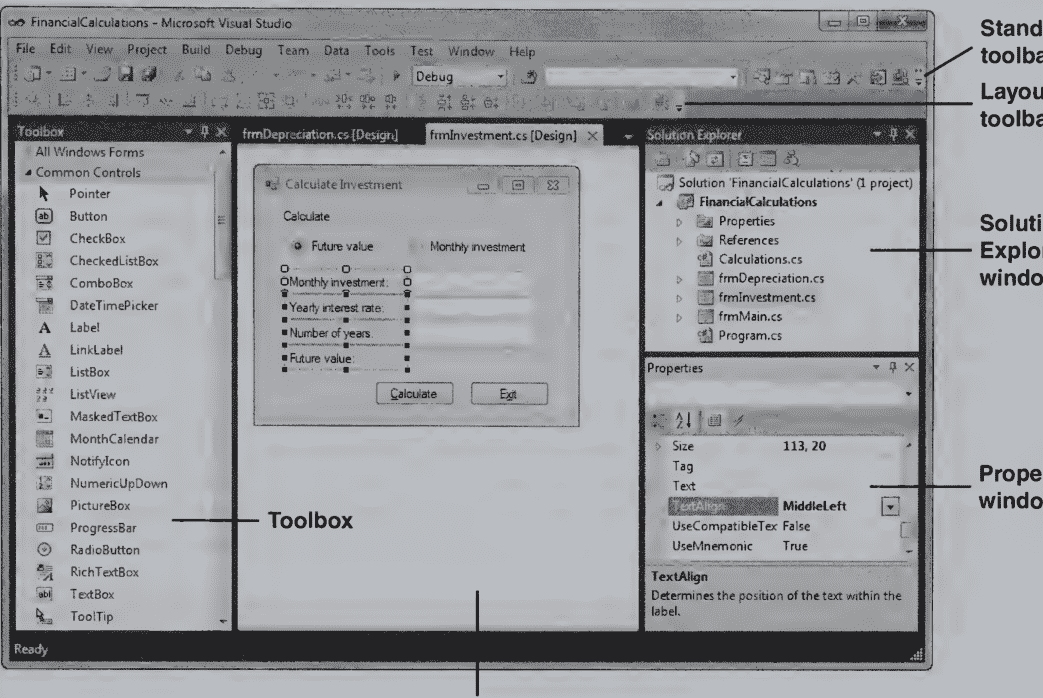 FinancialCalculations - Microsoft Visual Studio
File Edit View Project Build Debug Team Data Tools Test Window Help
Debug
Toolbox
All Windows Forms
Common Controls
Pointer
Button
CheckBox
CheckedListBox
ComboBox
DateTimePicker
Label
LinkLabel
ListBox
ListView
MaskedTextBox
MonthCalendar
NotifyIcon
NumericUpDown
PictureBox
ProgressBar
RadioButton
RichTextBox
TextBox
ToolTip
Ready
frmDepreciation.cs [Design] frmInvestment.cs [Design]
Calculate Investment
Calculate
Future value Monthly investment
Monthly investment:
Yearly interest rate:
Number of years:
Future value:
Calculate Exit
Toolbox
Solution Explorer
Solution 'FinancialCalculations' (1 project)
FinancialCalculations
Properties
References
Calculations.cs
frmDepreciation.cs
frmInvestment.cs
frmMain.cs
Program.cs
Properties
Size 113, 20
Tag
Text
TextAlign MiddleLeft
UseCompatibleTex False
UseMnemonic True
TextAlign
Determines the position of the text within the
label.
Stand
toolba
Layou
toolba
Soluti
Explor
windo
Prope
windo